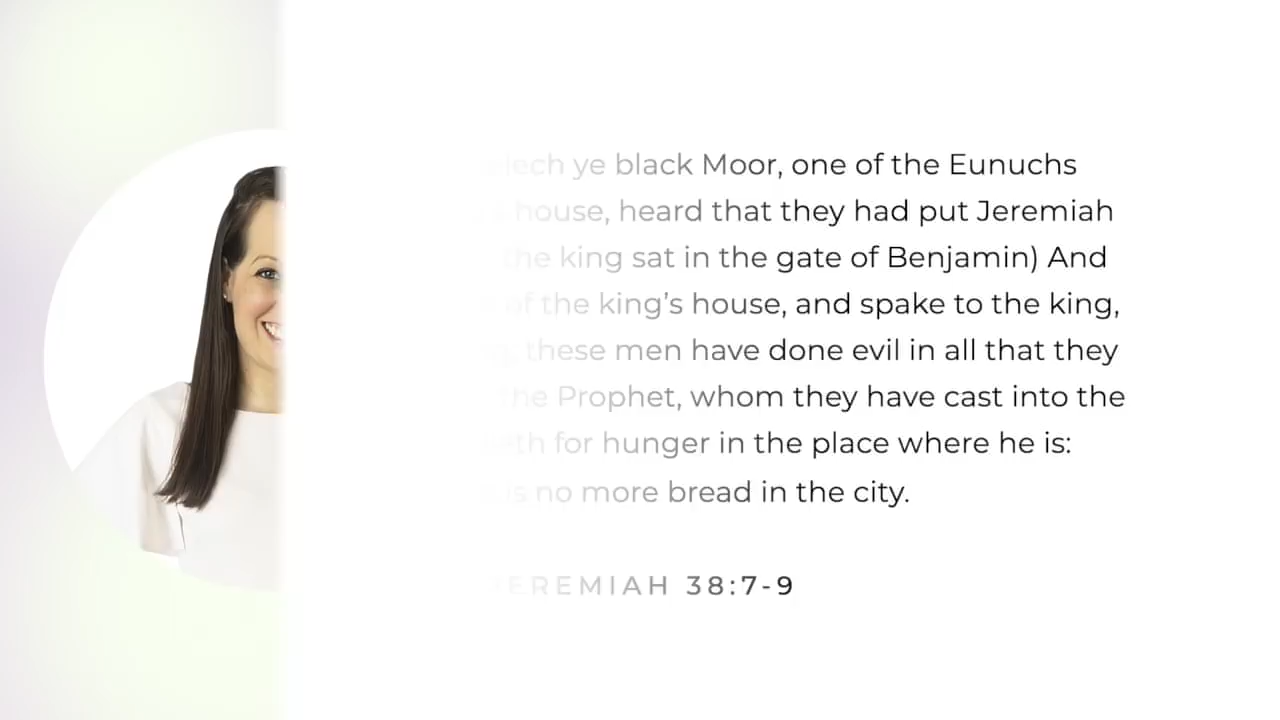 ye black Moor, one of the Eunuchs
house, heard that they had put Jeremiah
the king sat in the gate of Benjamin) And
of the king’s house, and spake to the king,
these men have done evil in all that they
the Prophet, whom they have cast into the
for hunger in the place where he is:
is no more bread in the city.
JEREMIAH 38:7-9